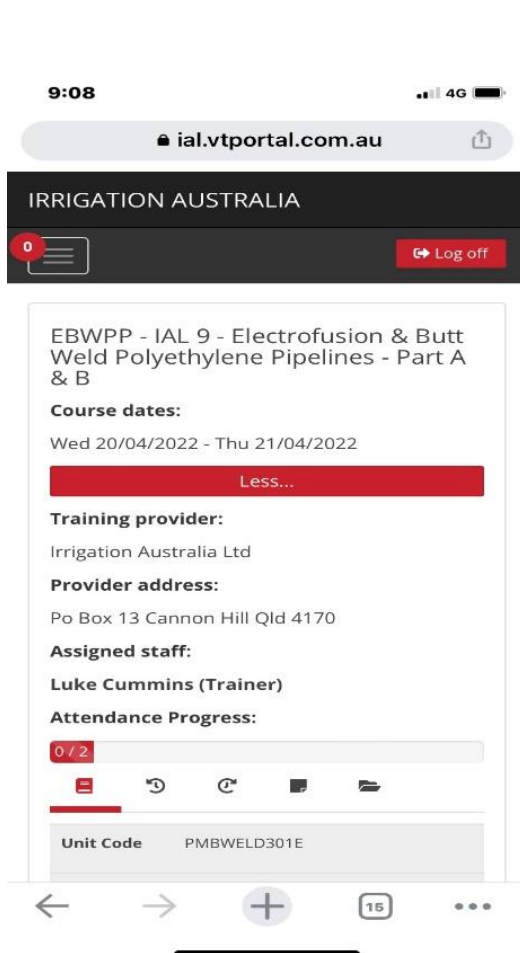 9:08
4G
ial.vtportal.com.au
IRRIGATION AUSTRALIA
0
Log off
EBWPP - IAL 9 - Electrofusion & Butt
Weld Polyethylene Pipelines - Part A
& B
Course dates:
Wed 20/04/2022 - Thu 21/04/2022
Less...
Training provider:
Irrigation Australia Ltd
Provider address:
Po Box 13 Cannon Hill Qld 4170
Assigned staff:
Luke Cummins (Trainer)
Attendance Progress:
0 / 2
Unit Code PMBWELD301E
15